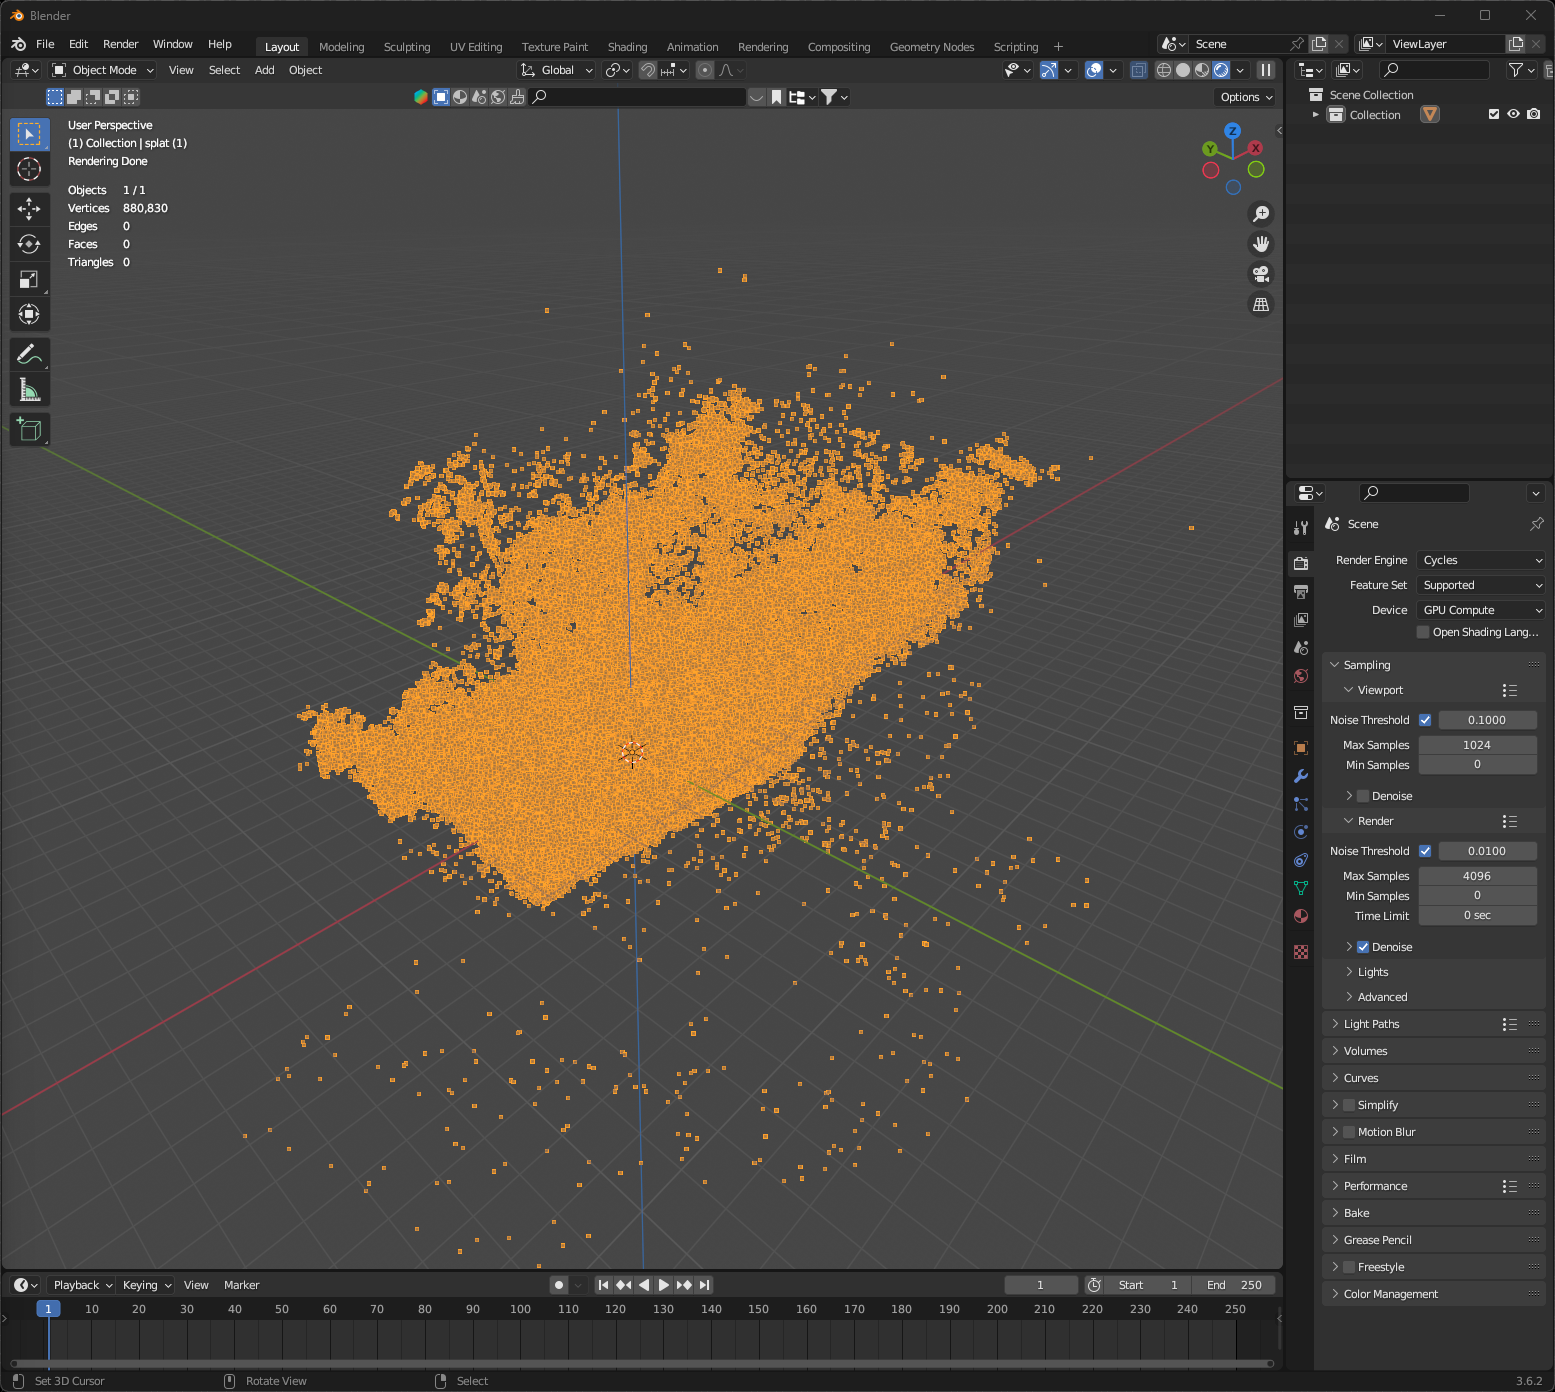 Blender
File Edit Render Window Help Layout Modeling Sculpting UV Editing Texture Paint Shading Animation Rendering Compositing Geometry Nodes Scripting + Scene ViewLayer
Object Mode View Select Add Object Global
Options
User Perspective
(1) Collection | splat (1)
Rendering Done
Objects 1 / 1
Vertices 880,830
Edges 0
Faces 0
Triangles 0
Z
Y
X
Scene Collection
Collection
Scene
Render Engine Cycles
Feature Set Supported
Device GPU Compute
Open Shading Lang...
Sampling
Viewport
Noise Threshold 0.1000
Max Samples 1024
Min Samples 0
Denoise
Render
Noise Threshold 0.0100
Max Samples 4096
Min Samples 0
Time Limit 0 sec
Denoise
Lights
Advanced
Light Paths
Volumes
Curves
Simplify
Motion Blur
Film
Performance
Bake
Grease Pencil
Freestyle
Color Management
Playback Keying View Marker 1 Start 1 End 250
1 10 20 30 40 50 60 70 80 90 100 110 120 130 140 150 160 170 180 190 200 210 220 230 240 250
Set 3D Cursor Rotate View Select 3.6.2